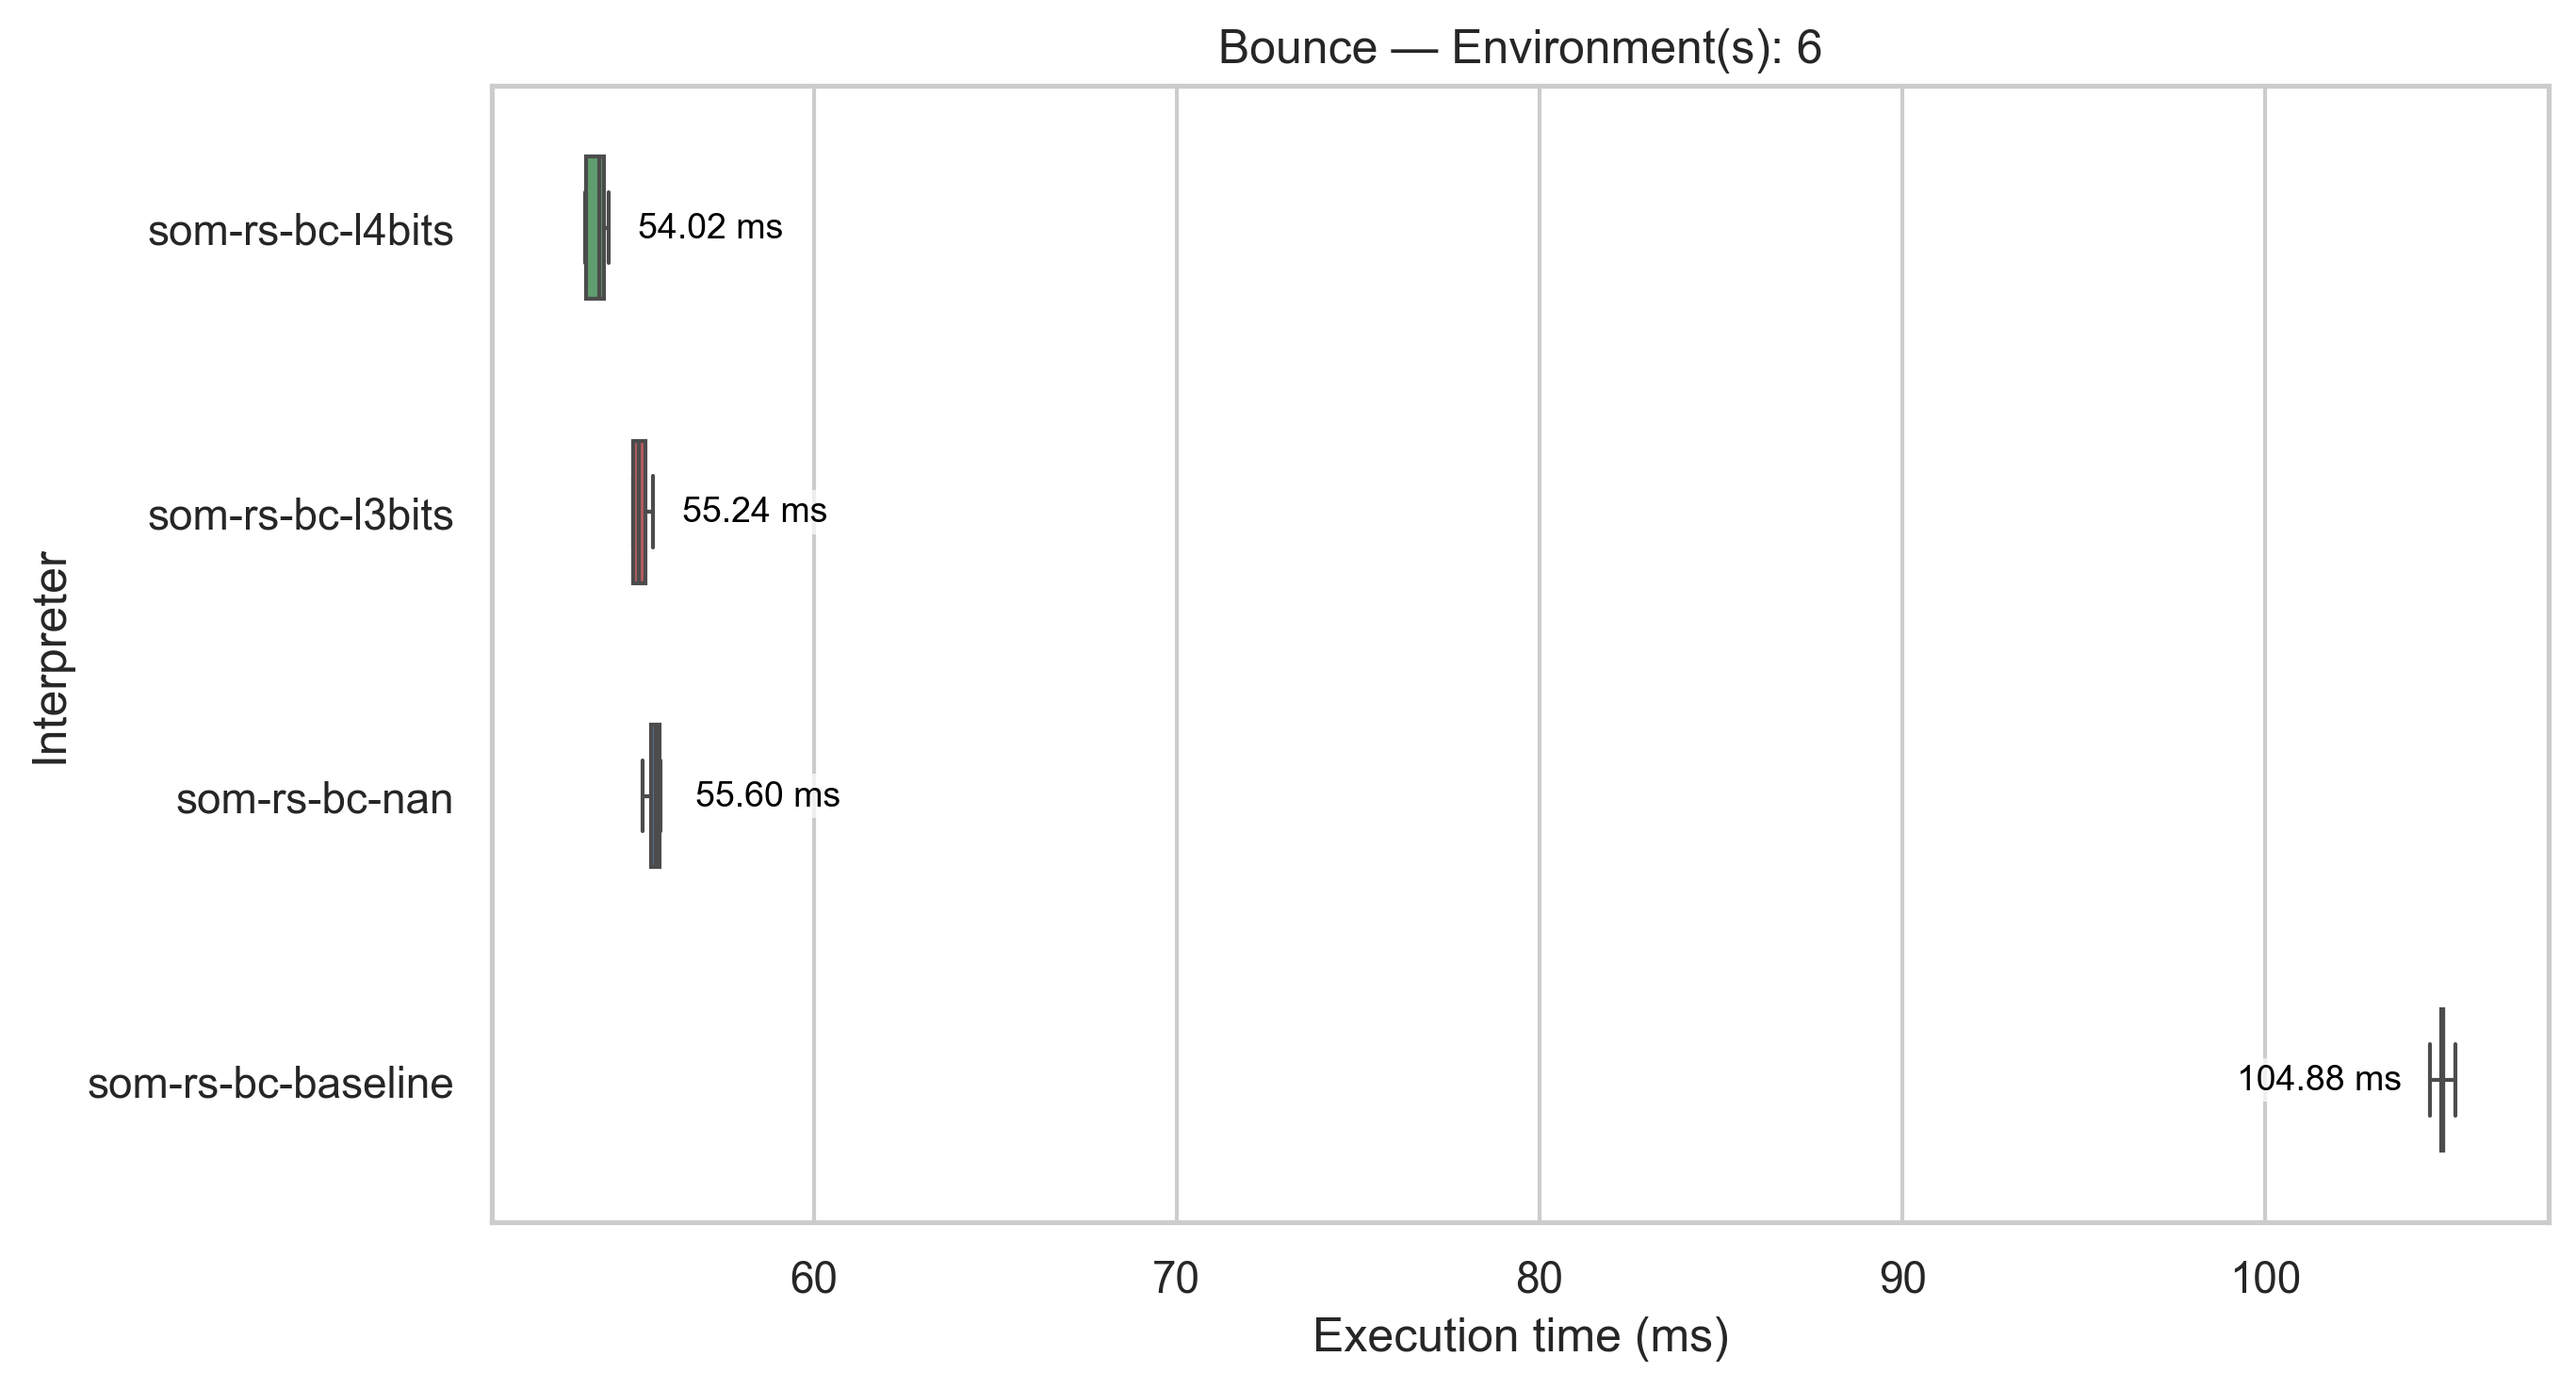 Bounce — Environment(s): 6
som-rs-bc-l4bits
54.02 ms
som-rs-bc-l3bits
55.24 ms
som-rs-bc-nan
55.60 ms
som-rs-bc-baseline
104.88 ms
Interpreter
60 70 80 90 100
Execution time (ms)